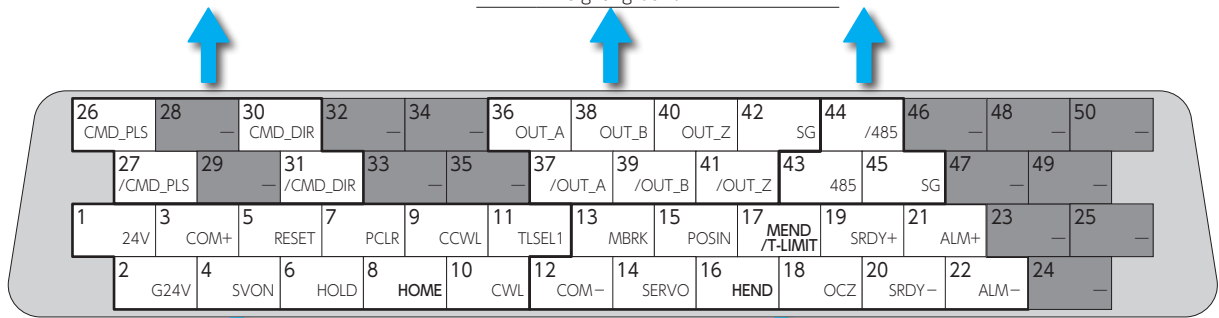 26 28 30 32 34 36 38 40 42 44 46 48 50
CMD_PLS — CMD_DIR — — OUT_A OUT_B OUT_Z SG /485 — — —
27 29 31 33 35 37 39 41 43 45 47 49
/CMD_PLS — /CMD_DIR — — /OUT_A /OUT_B /OUT_Z 485 SG — —
1 3 5 7 9 11 13 15 17 19 21 23 25
24V COM+ RESET PCLR CCWL TLSEL1 MBRK POSIN MEND SRDY+ ALM+ — —
/T-LIMIT
2 4 6 8 10 12 14 16 18 20 22 24
G24V SVON HOLD HOME CWL COM− SERVO HEND OCZ SRDY− ALM− —